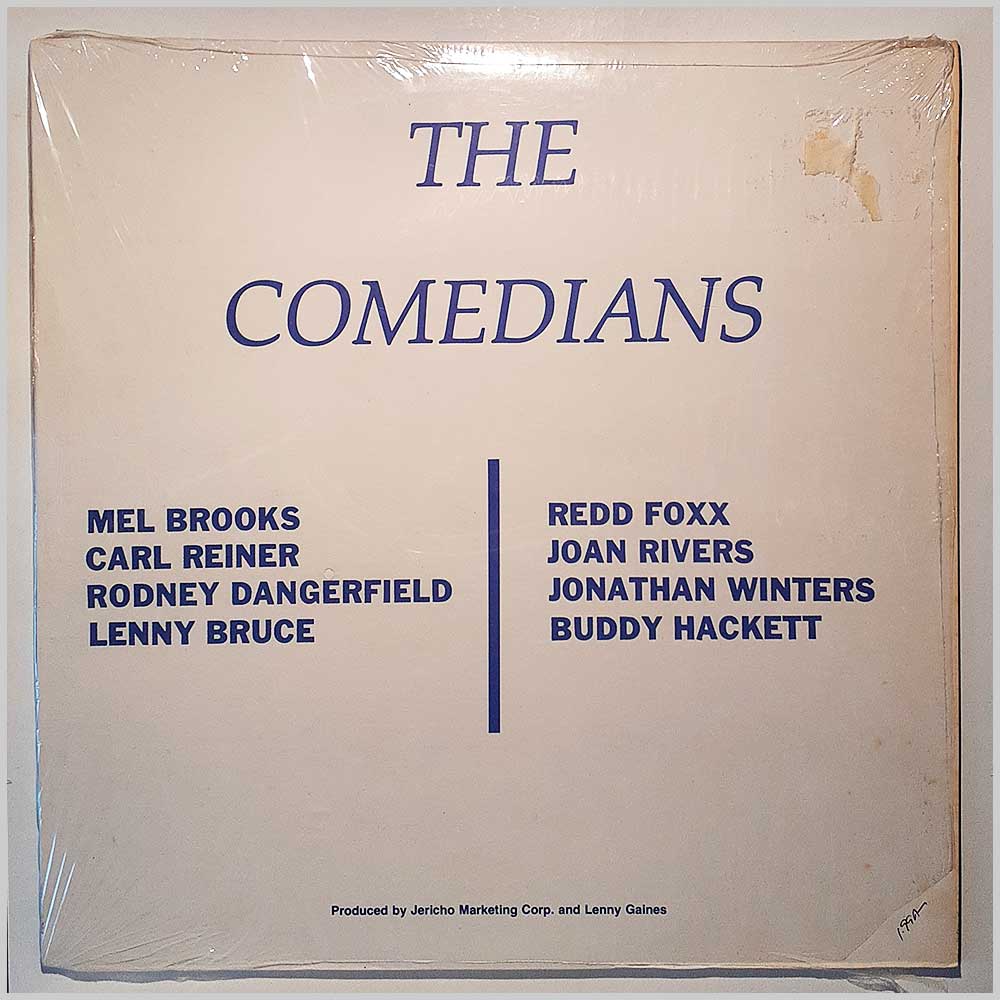 THE
COMEDIANS
MEL BROOKS
CARL REINER
RODNEY DANGERFIELD
LENNY BRUCE
REDD FOXX
JOAN RIVERS
JONATHAN WINTERS
BUDDY HACKETT
Produced by Jericho Marketing Corp. and Lenny Gaines